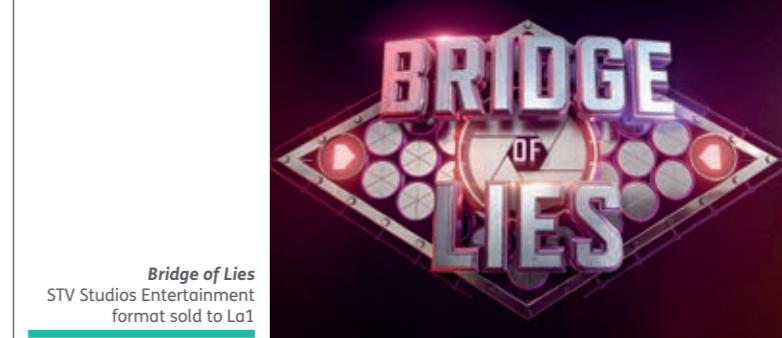 Bridge of Lies
STV Studios Entertainment
format sold to La1
BRIDGE
OF
LIES